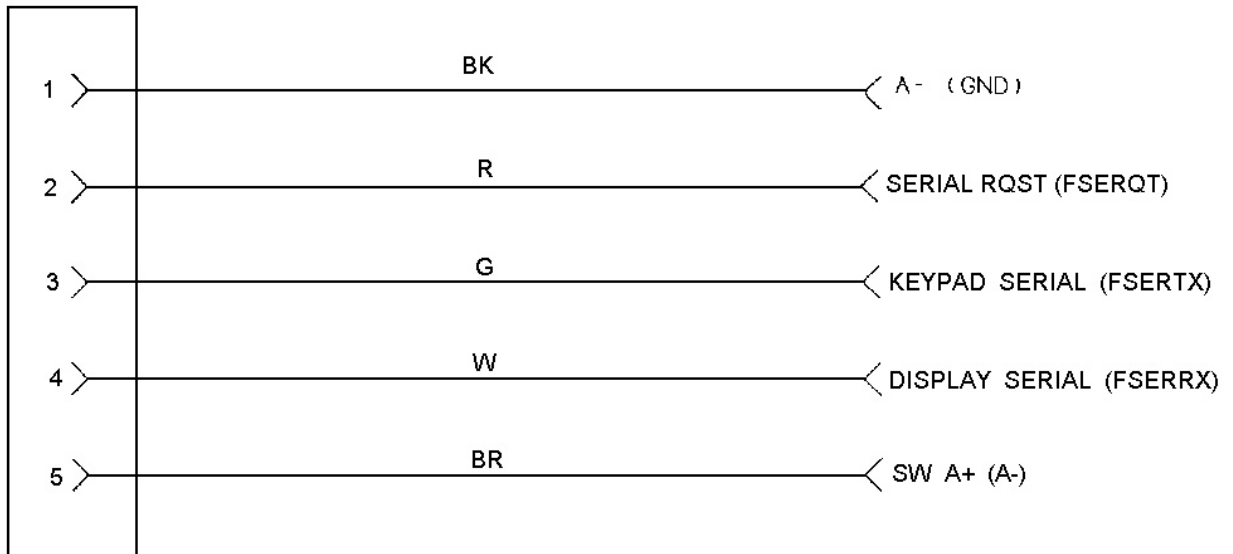 BK
1 A- (GND)
R
2 SERIAL RQST (FSERQT)
G
3 KEYPAD SERIAL (FSERTX)
W
4 DISPLAY SERIAL (FSERRX)
BR
5 SW A+ (A-)